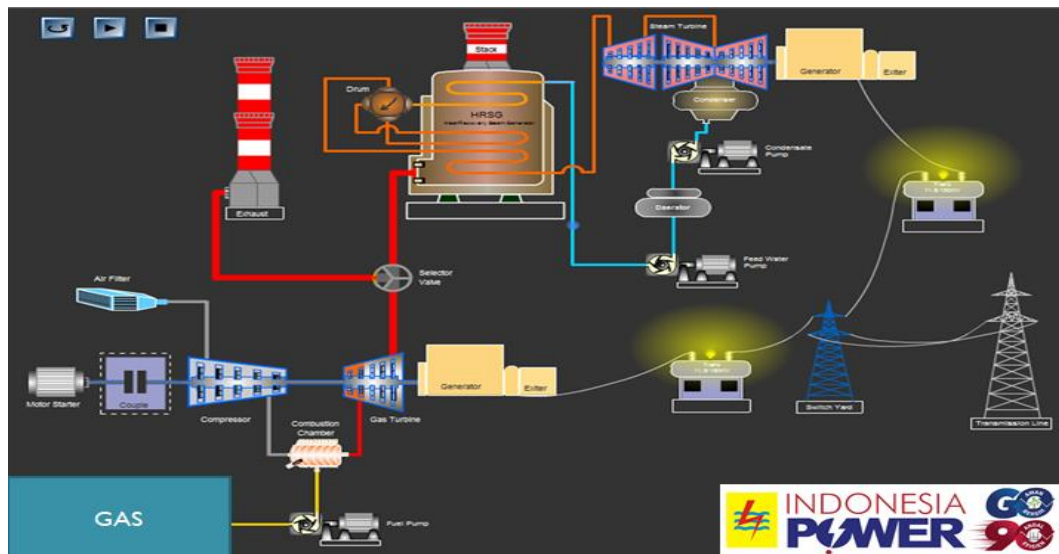 Steam Turbine
Stack
Generator
Exiter
Drum
HRSG
Condenser
Condensate
Pump
Exhaust
Daerator
Selector
Valve
Feed Water
Pump
Air Filter
Motor Starter
Couple
Compressor
Gas Turbine
Generator
Exiter
Combustion
Chamber
Switch Yard
Transmission Line
GAS
Fuel Pump
INDONESIA
POWER
GO
90